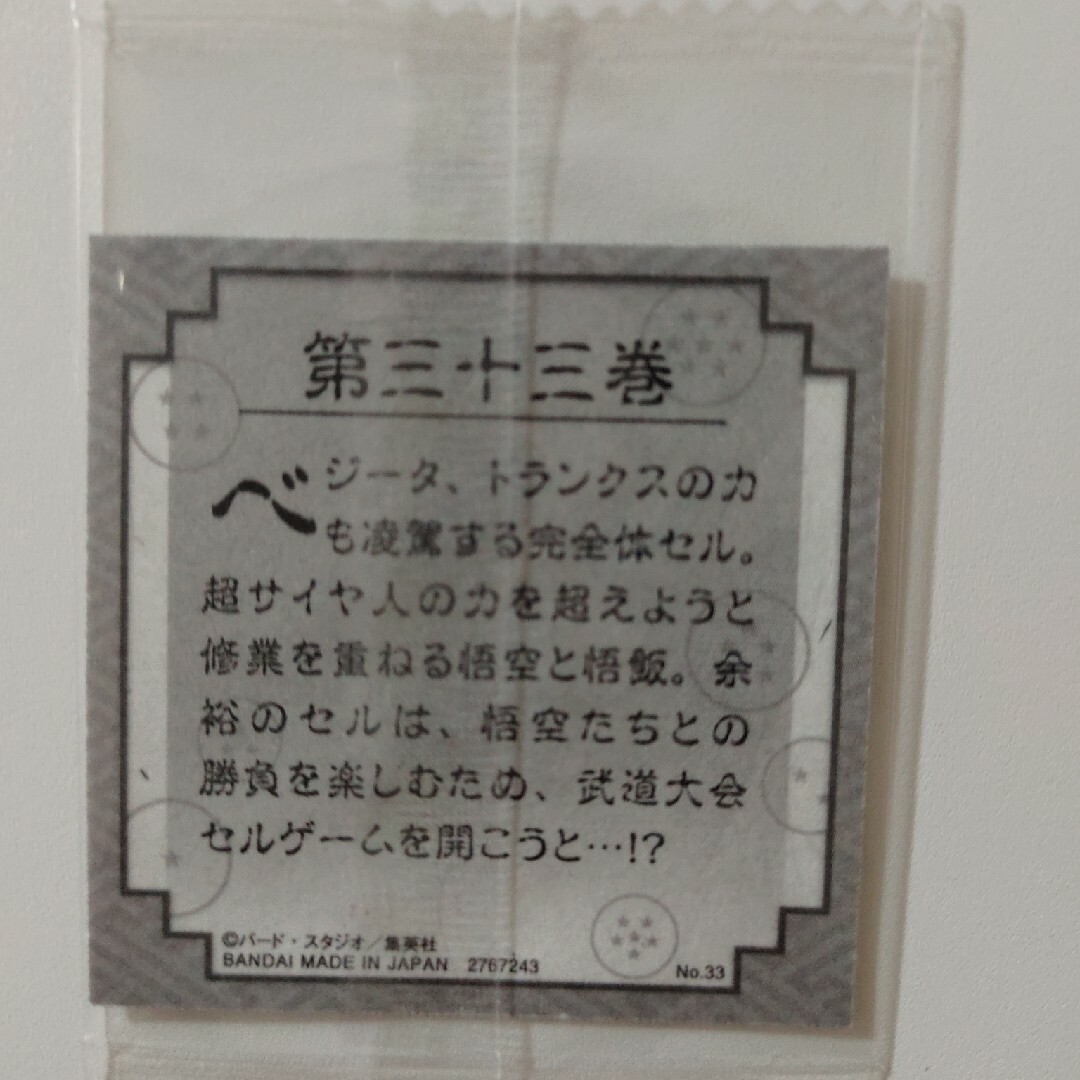 第三十三巻
ベジータ、トランクスの力
も凌駕する完全体セル。
超サイヤ人の力を超えようと
修業を重ねる悟空と悟飯。余
裕のセルは、悟空たちとの
勝負を楽しむため、武道大会
セルゲームを開こうと…!?
©バード・スタジオ／集英社
BANDAI MADE IN JAPAN 2767243
No.33